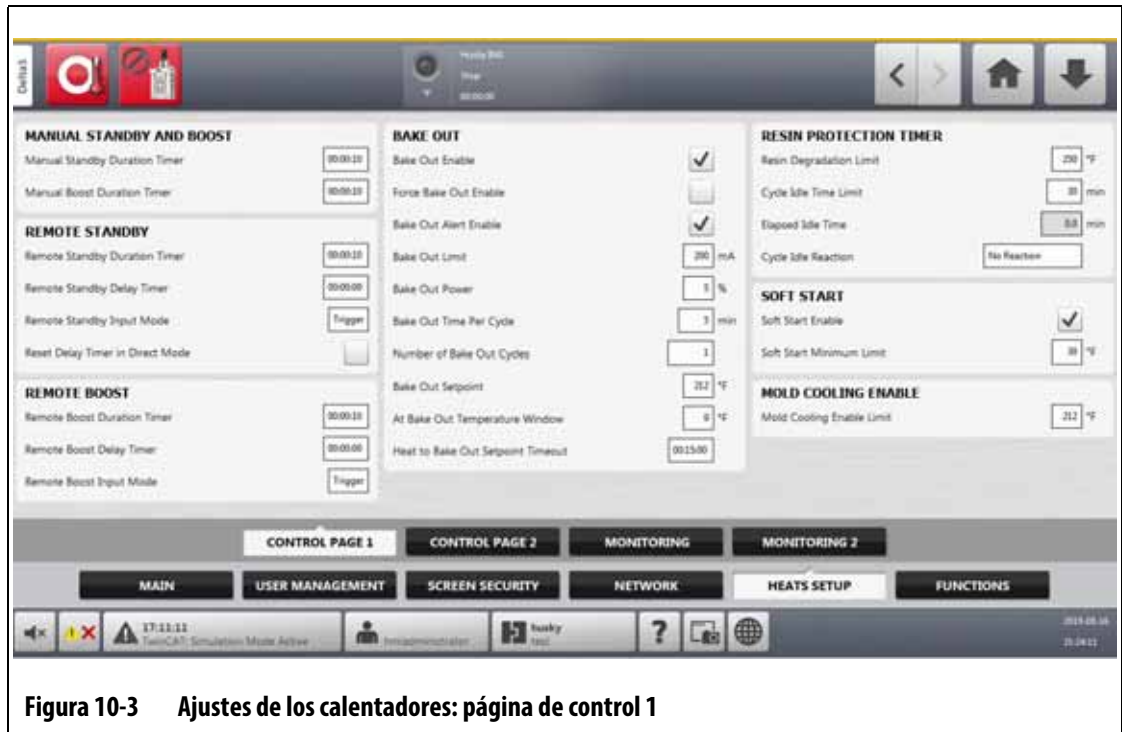 Delta3
Husky IMS
Stop
00:00:00
MANUAL STANDBY AND BOOST
Manual Standby Duration Timer 00:00:10
Manual Boost Duration Timer 00:00:10
REMOTE STANDBY
Remote Standby Duration Timer 00:00:10
Remote Standby Delay Timer 00:00:00
Remote Standby Input Mode Trigger
Reset Delay Timer in Direct Mode
REMOTE BOOST
Remote Boost Duration Timer 00:00:10
Remote Boost Delay Timer 00:00:00
Remote Boost Input Mode Trigger
BAKE OUT
Bake Out Enable
Force Bake Out Enable
Bake Out Alert Enable
Bake Out Limit 200 mA
Bake Out Power 5 %
Bake Out Time Per Cycle min
Number of Bake Out Cycles 1
Bake Out Setpoint 212 °F
At Bake Out Temperature Window °F
Heat to Bake Out Setpoint Timeout 00:15:00
RESIN PROTECTION TIMER
Resin Degradation Limit °F
Cycle Idle Time Limit min
Elapsed Idle Time 0.0 min
Cycle Idle Reaction No Reaction
SOFT START
Soft Start Enable
Soft Start Minimum Limit °F
MOLD COOLING ENABLE
Mold Cooling Enable Limit 212 °F
CONTROL PAGE 1 CONTROL PAGE 2 MONITORING MONITORING 2
MAIN USER MANAGEMENT SCREEN SECURITY NETWORK HEATS SETUP FUNCTIONS
17:11:11
TwinCAT: Simulation Mode Active
hmiadministrator
husky
test
?
Figura 10-3 Ajustes de los calentadores: página de control 1